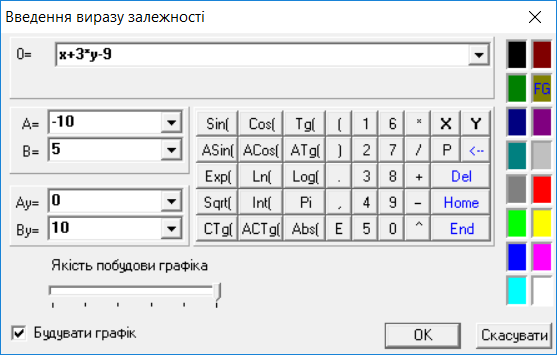 Введення виразу залежності
0= x+3*y-9
A= -10
B= 5
Ay= 0
By= 10
Sin( Cos( Tg( ( 1 6 * X Y
ASin( ACos( ATg( ) 2 7 / P <--
Exp( Ln( Log( . 3 8 + Del
Sqrt( Int( Pi , 4 9 - Home
CTg( ACTg( Abs( E 5 0 ^ End
FG
Якість побудови графіка
Будувати графік
OK Скасувати